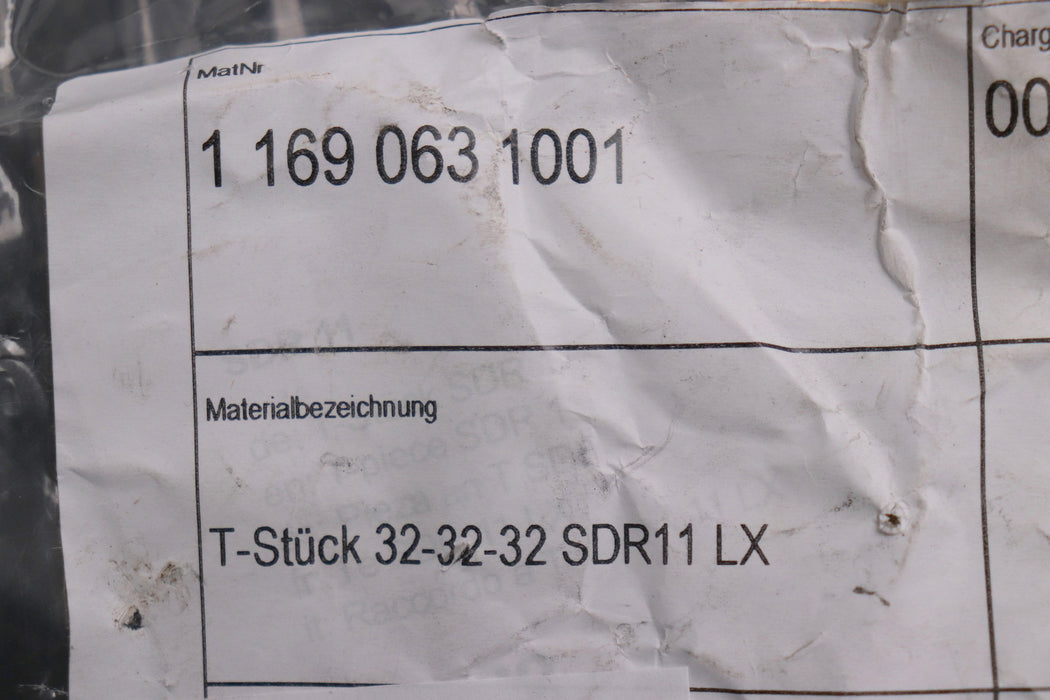 MatNr
1 169 063 1001
Charg
00
Materialbezeichnung
T-Stück 32-32-32 SDR11 LX